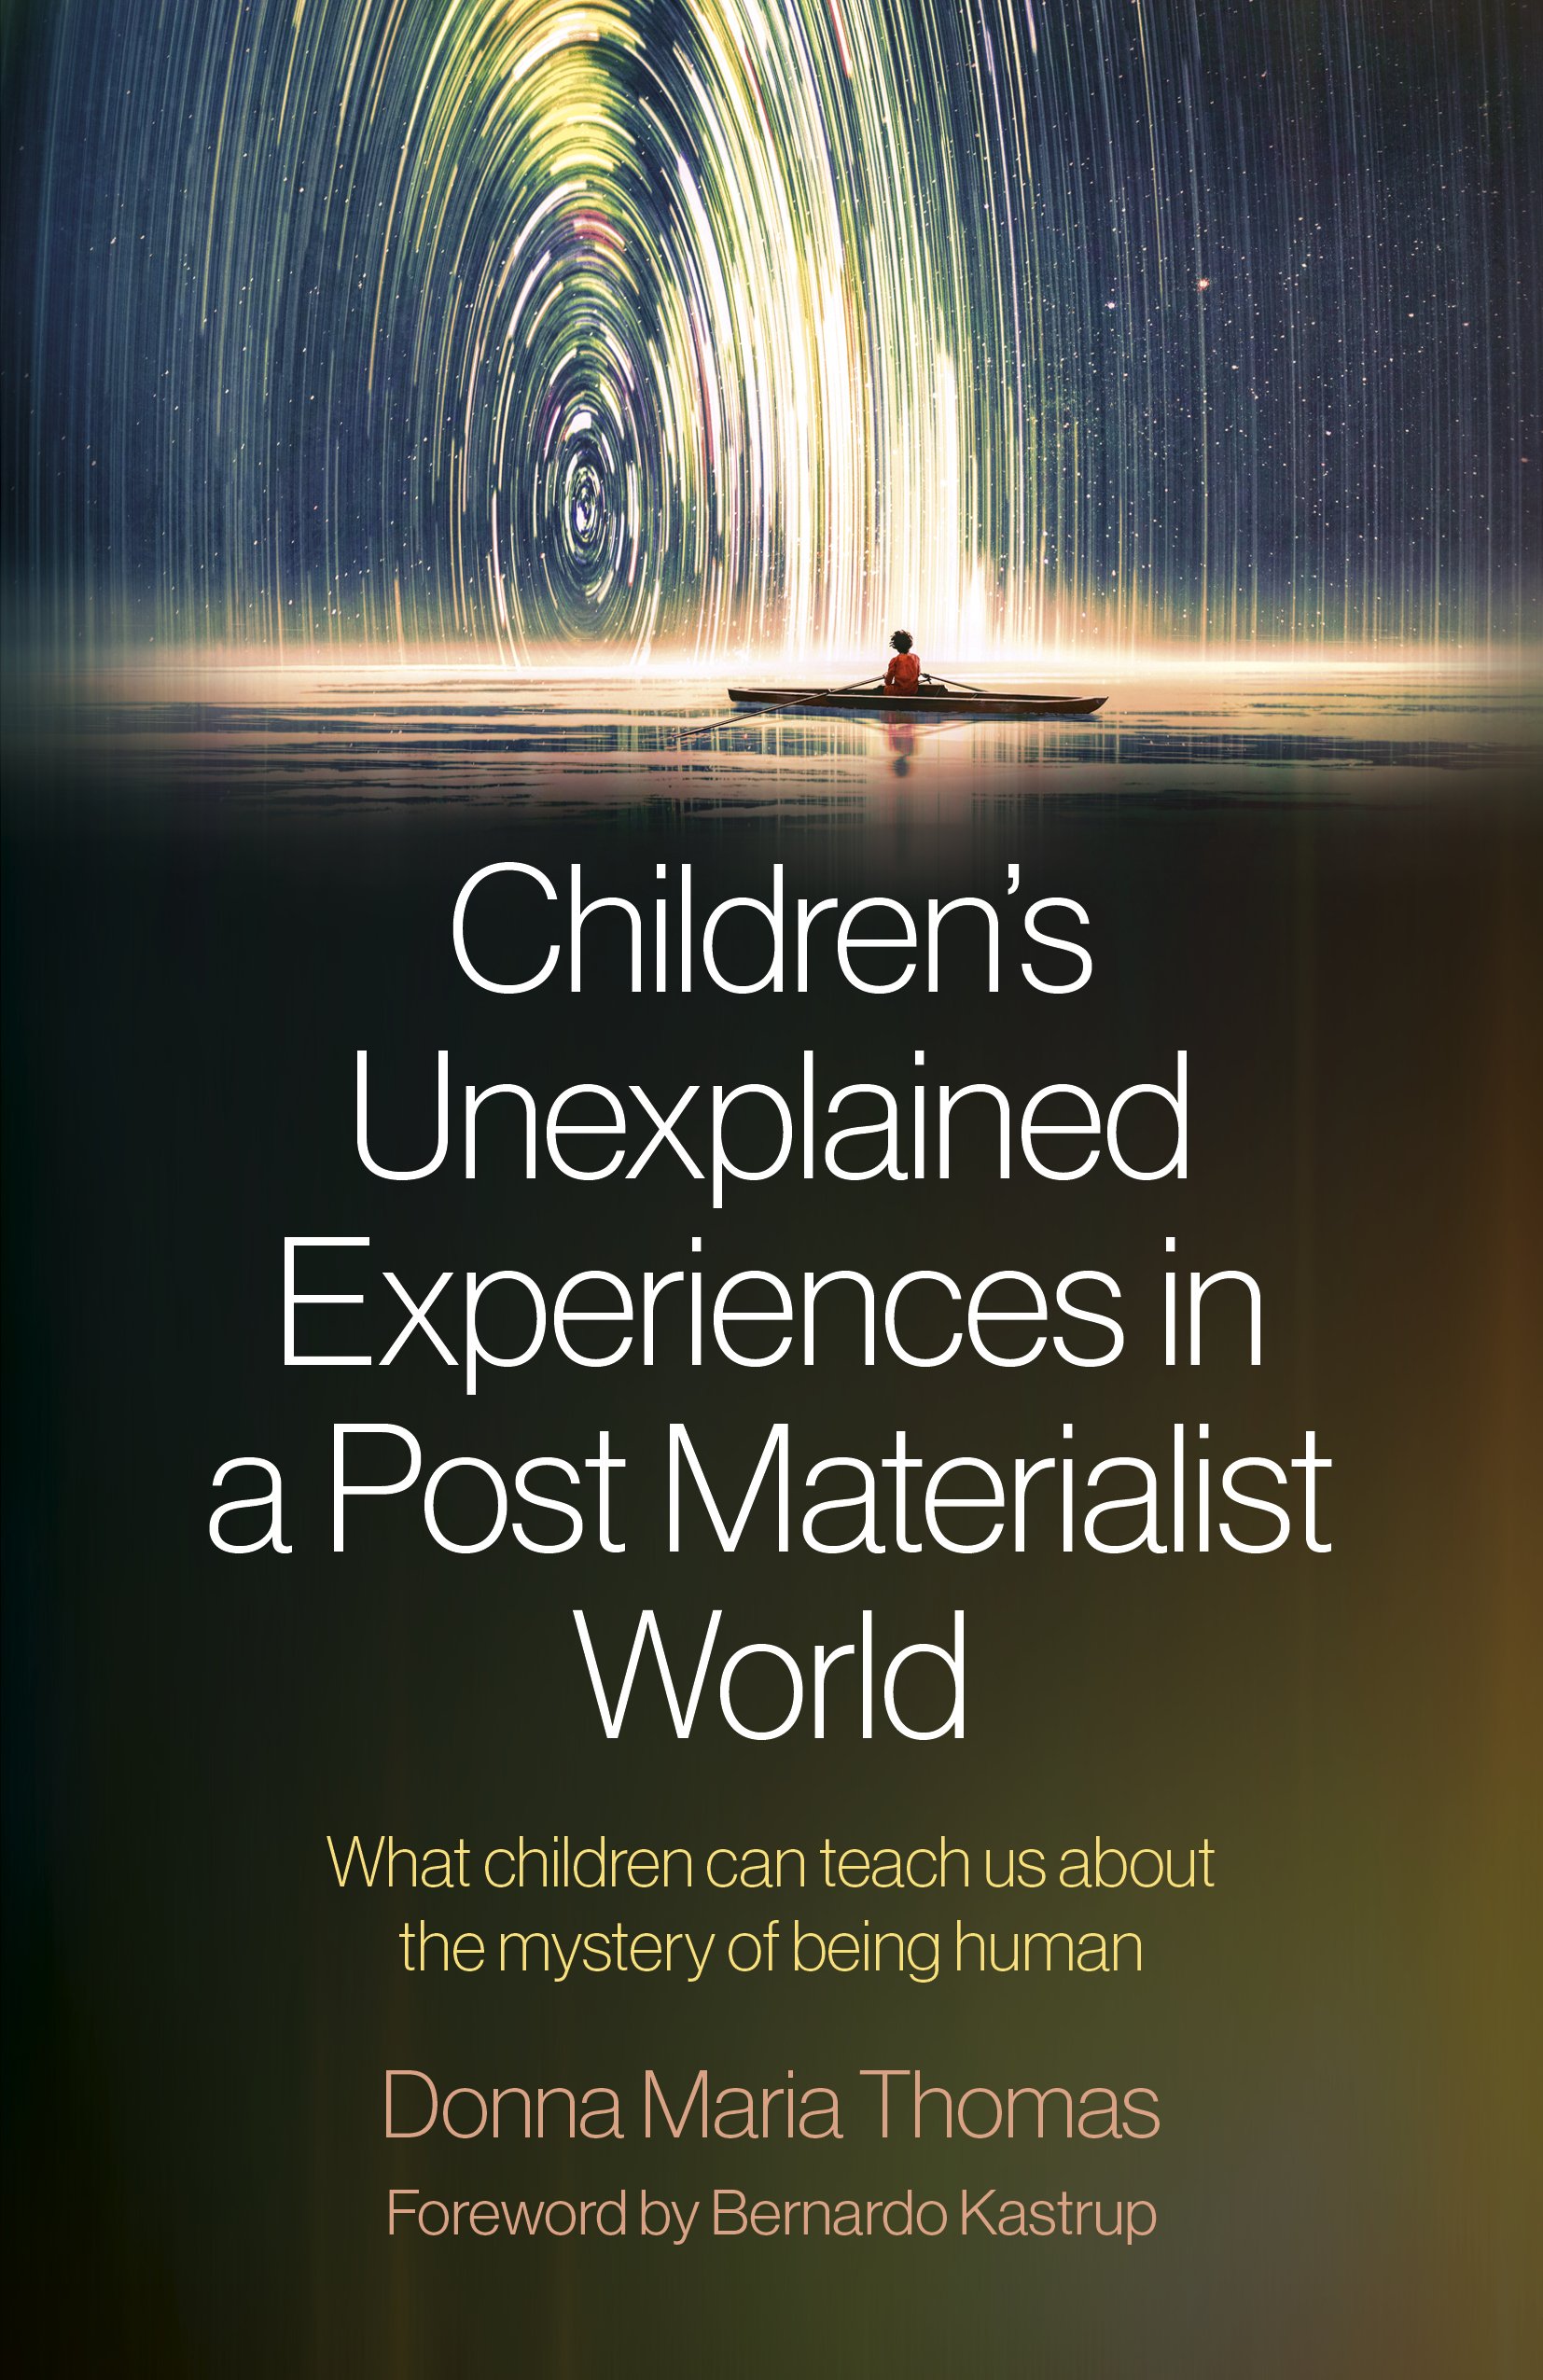 Children’s
Unexplained
Experiences in
a Post Materialist
World
What children can teach us about
the mystery of being human
Donna Maria Thomas
Foreword by Bernardo Kastrup